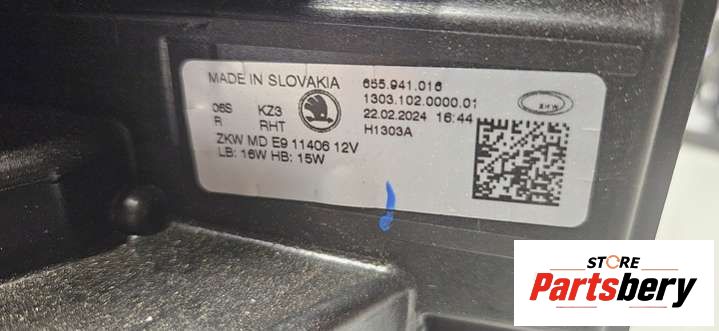 MADE IN SLOVAKIA
06S KZ3
R RHT
ZKW MD E9 11406 12V
LB: 16W HB: 15W
655.941.016
1303.102.0000.01
22.02.2024 16:44
H1303A
ZKW
STORE
Partsbery